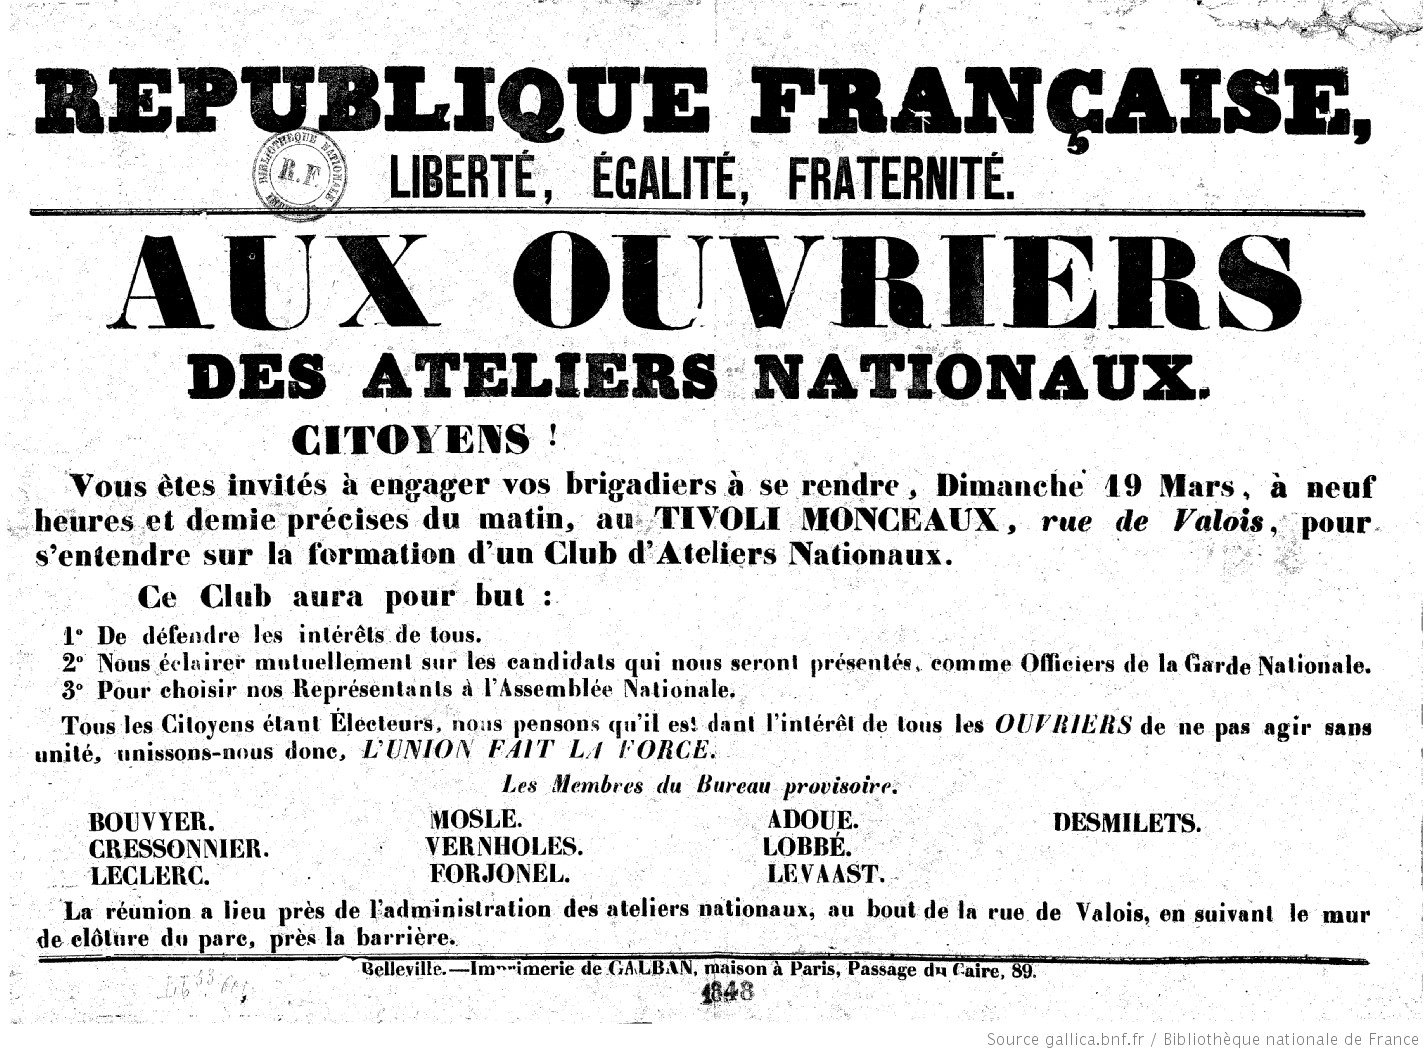 REPUBLIQUE FRANÇAISE,
LIBERTÉ, ÉGALITÉ, FRATERNITÉ.
BIBLIOTHEQUE NATIONALE
R.F.
AUX OUVRIERS
DES ATELIERS NATIONAUX.
CITOYENS !
Vous êtes invités à engager vos brigadiers à se rendre, Dimanche 19 Mars, à neuf
heures et demie précises du matin, au TIVOLI MONCEAUX, rue de Valois, pour
s'entendre sur la formation d'un Club d'Ateliers Nationaux.
Ce Club aura pour but :
1° De défendre les intérêts de tous.
2° Nous éclairer mutuellement sur les candidats qui nous seront présentés, comme Officiers de la Garde Nationale.
3° Pour choisir nos Représentants à l'Assemblée Nationale.
Tous les Citoyens étant Électeurs, nous pensons qu'il est dant l'intérêt de tous les OUVRIERS de ne pas agir sans
unité, unissons-nous donc, L'UNION FAIT LA FORCE.
Les Membres du Bureau provisoire.
BOUVYER. MOSLE. ADOUE. DESMILETS.
CRESSONNIER. VERNHOLES. LOBBÉ.
LECLERC. FORJONEL. LEVAAST.
La réunion a lieu près de l'administration des ateliers nationaux, au bout de la rue de Valois, en suivant le mur
de clôture du parc, près la barrière.
Belleville.—Imprimerie de GALBAN, maison à Paris, Passage du Caire, 89.
1848
Source gallica.bnf.fr / Bibliothèque nationale de France